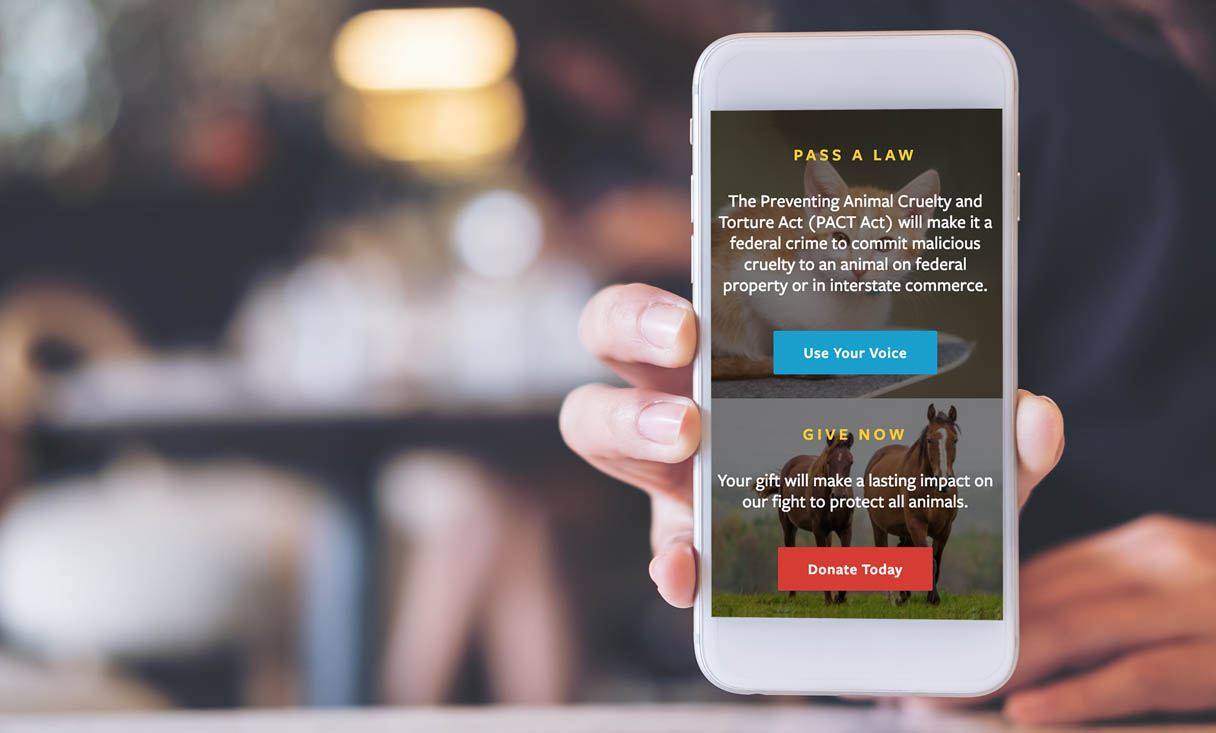 PASS A LAW
The Preventing Animal Cruelty and
Torture Act (PACT Act) will make it a
federal crime to commit malicious
cruelty to an animal on federal
property or in interstate commerce.
Use Your Voice
GIVE NOW
Your gift will make a lasting impact on
our fight to protect all animals.
Donate Today